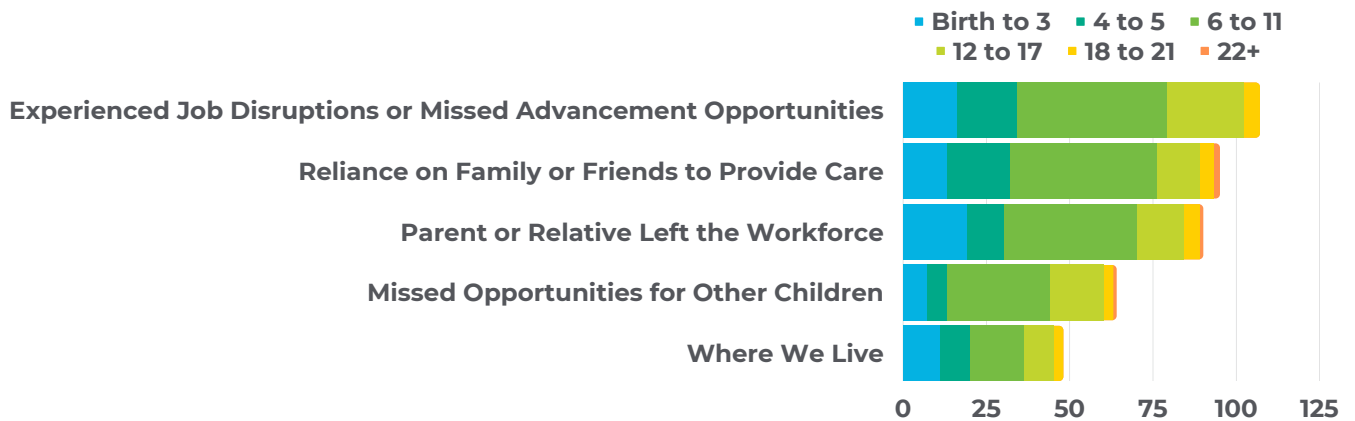 Birth to 3 4 to 5 6 to 11
12 to 17 18 to 21 22+
Experienced Job Disruptions or Missed Advancement Opportunities
Reliance on Family or Friends to Provide Care
Parent or Relative Left the Workforce
Missed Opportunities for Other Children
Where We Live
0 25 50 75 100 125